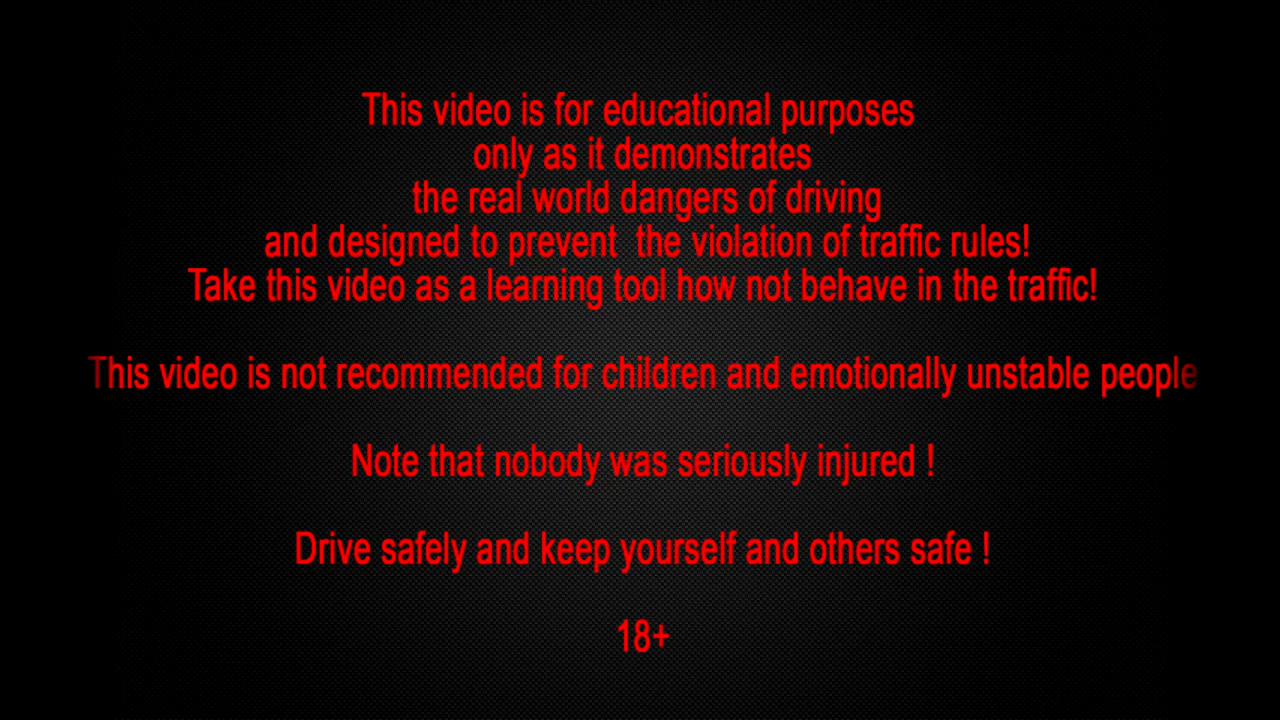 This video is for educational purposes
only as it demonstrates
the real world dangers of driving
and designed to prevent  the violation of traffic rules!
Take this video as a learning tool how not behave in the traffic!
This video is not recommended for children and emotionally unstable people
Note that nobody was seriously injured !
Drive safely and keep yourself and others safe !
18+